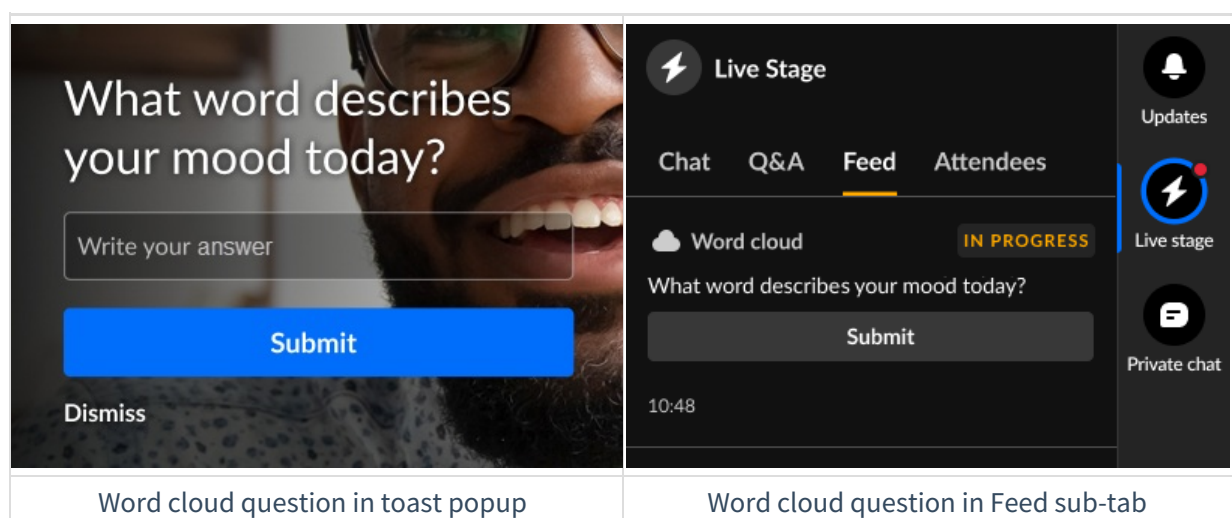 What word describes
your mood today?
Write your answer
Submit
Dismiss
Live Stage
Chat Q&A Feed Attendees
Word cloud IN PROGRESS
What word describes your mood today?
Submit
10:48
Updates
Live stage
Private chat
Word cloud question in toast popup
Word cloud question in Feed sub-tab